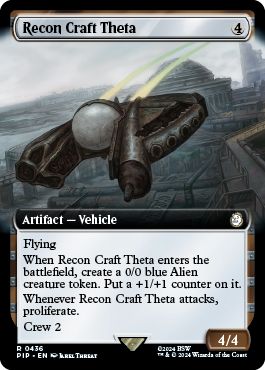 Recon Craft Theta 4
Artifact — Vehicle
Flying
When Recon Craft Theta enters the
battlefield, create a 0/0 blue Alien
creature token. Put a +1/+1 counter on it.
Whenever Recon Craft Theta attacks,
proliferate.
Crew 2
4/4
R 0436
PIP • EN Abrel Threat
©2024 BSW
™ & © 2024 Wizards of the Coast